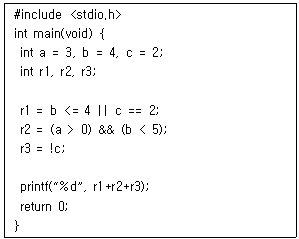 #include <stdio.h>
int main(void) {
int a = 3, b = 4, c = 2;
int r1, r2, r3;
r1 = b <= 4 || c == 2;
r2 = (a > 0) && (b < 5);
r3 = !c;
printf("%d", r1+r2+r3);
return 0;
}